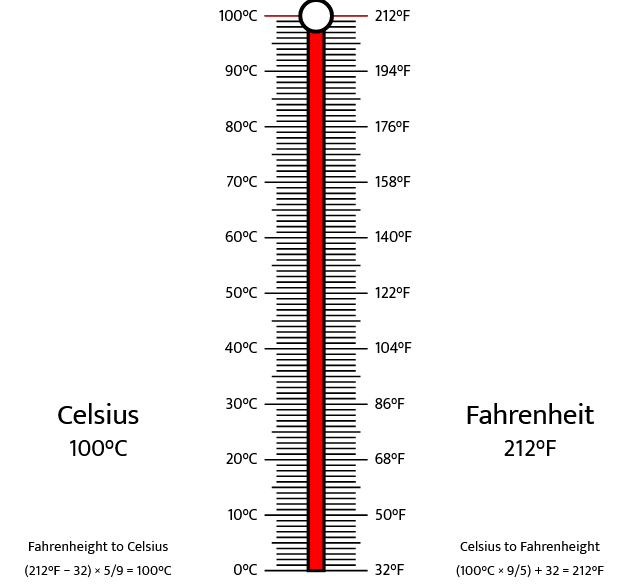 100ºC 212ºF
90ºC 194ºF
80ºC 176ºF
70ºC 158ºF
60ºC 140ºF
50ºC 122ºF
40ºC 104ºF
30ºC 86ºF
20ºC 68ºF
10ºC 50ºF
0ºC 32ºF
Celsius
100ºC
Fahrenheight to Celsius
(212ºF − 32) × 5/9 = 100ºC
Fahrenheit
212ºF
Celsius to Fahrenheight
(100ºC × 9/5) + 32 = 212ºF